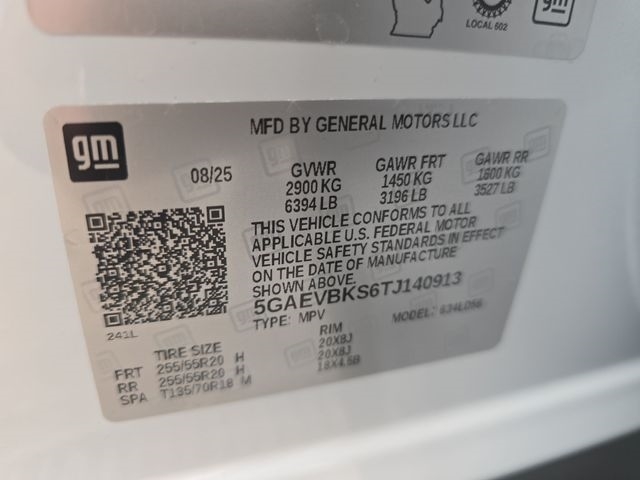 LOCAL 602
gm
gm
MFD BY GENERAL MOTORS LLC
08/25
GVWR GAWR FRT GAWR RR
2900 KG 1450 KG 1600 KG
6394 LB 3196 LB 3527 LB
THIS VEHICLE CONFORMS TO ALL
APPLICABLE U.S. FEDERAL MOTOR
VEHICLE SAFETY STANDARDS IN EFFECT
ON THE DATE OF MANUFACTURE
SHOWN ABOVE.
5GAEVBKS6TJ140913
TYPE: MPV MODEL: 634LD56
241L
TIRE SIZE RIM
FRT 255/55R20 H 20X8J
RR 255/55R20 H 20X8J
SPA T135/70R18 M 18X4.5B